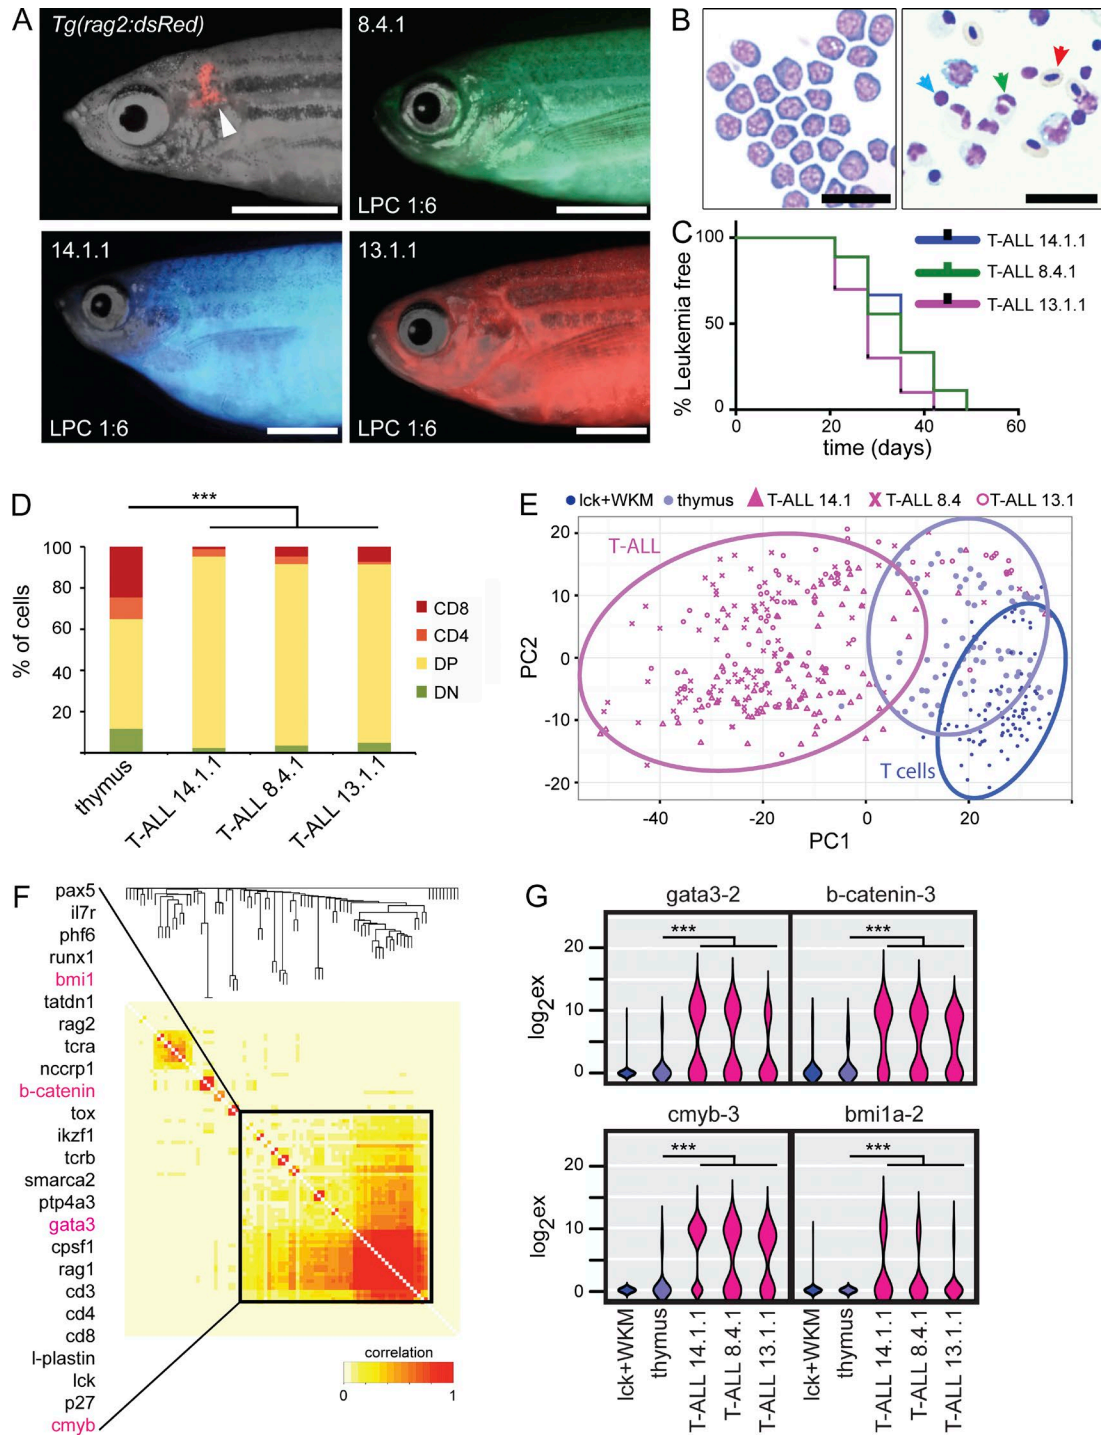 A
Tg(rag2:dsRed)
8.4.1
LPC 1:6
14.1.1
LPC 1:6
13.1.1
LPC 1:6
B
C
% Leukemia free
100
50
0
0 20 40 60
time (days)
T-ALL 14.1.1
T-ALL 8.4.1
T-ALL 13.1.1
D
***
% of cells
100
80
60
40
20
thymus
T-ALL 14.1.1
T-ALL 8.4.1
T-ALL 13.1.1
CD8
CD4
DP
DN
E
lck+WKM thymus T-ALL 14.1 T-ALL 8.4 T-ALL 13.1
T-ALL
T cells
PC2
20
10
0
-10
-20
-40 -20 0 20
PC1
F
pax5
il7r
phf6
runx1
bmi1
tatdn1
rag2
tcra
nccrp1
b-catenin
tox
ikzf1
tcrb
smarca2
ptp4a3
gata3
cpsf1
rag1
cd3
cd4
cd8
l-plastin
lck
p27
cmyb
correlation
0 1
G
gata3-2 b-catenin-3
*** ***
log2ex
20
10
0
cmyb-3 bmi1a-2
*** ***
log2ex
20
10
0
lck+WKM
thymus
T-ALL 14.1.1
T-ALL 8.4.1
T-ALL 13.1.1
lck+WKM
thymus
T-ALL 14.1.1
T-ALL 8.4.1
T-ALL 13.1.1